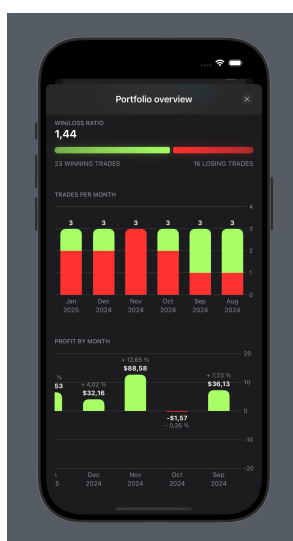 Portfolio overview
WIN/LOSS RATIO
1,44
23 WINNING TRADES 16 LOSING TRADES
TRADES PER MONTH
4
3 3 3 3 3 3
3
2
1
0
Jan Dec Nov Oct Sep Aug
2025 2024 2024 2024 2024 2024
PROFIT BY MONTH
20
+ 12,65 %
$88,58
% + 4,02 % + 7,23 %
53 $32,16 $36,13
10
0
-$1,57
- 0,26 %
-10
-20
Dec Nov Oct Sep
5 2024 2024 2024 2024